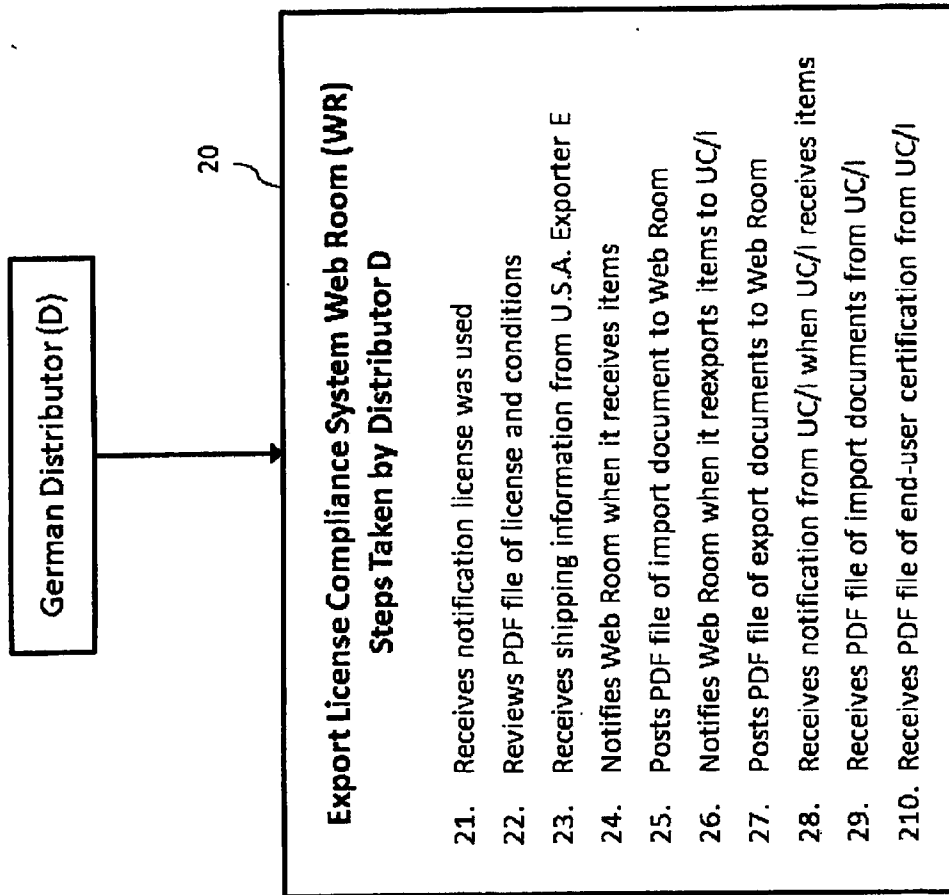 German Distributor (D)
20
Export License Compliance System Web Room (WR)
Steps Taken by Distributor D
21. Receives notification license was used
22. Reviews PDF file of license and conditions
23. Receives shipping information from U.S.A. Exporter E
24. Notifies Web Room when it receives items
25. Posts PDF file of import document to Web Room
26. Notifies Web Room when it reexports items to UC/I
27. Posts PDF file of export documents to Web Room
28. Receives notification from UC/I when UC/I receives items
29. Receives PDF file of import documents from UC/I
210. Receives PDF file of end-user certification from UC/I